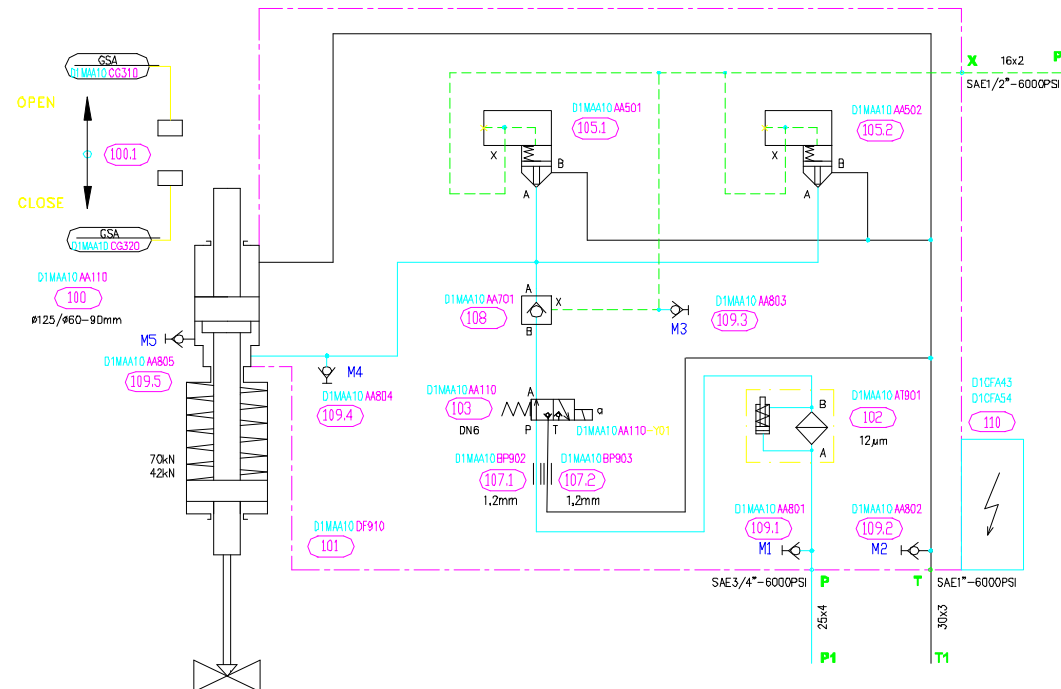 GSA
D1MAA10 CG310
OPEN
100.1
CLOSE
GSA
D1MAA10 CG320
D1MAA10 AA110
100
ø125/ø60-90mm
M5
D1MAA10 AA805
109.5
70kN
42kN
D1MAA10 DF910
101
M4
D1MAA10 AA804
109.4
D1MAA10 AA501
105.1
X
B
A
D1MAA10 AA502
105.2
X
B
A
X
16x2
P
SAE1/2"-6000PSI
D1MAA10 AA701
108
A
X
B
M3
D1MAA10 AA803
109.3
D1MAA10 AA110
103
DN6
A
P
T
a
D1MAA10 AA110-Y01
D1MAA10 BP902
107.1
1,2mm
D1MAA10 BP903
107.2
1,2mm
B
A
D1MAA10 AT901
102
12µm
D1CFA43
D1CFA54
110
D1MAA10 AA801
109.1
M1
D1MAA10 AA802
109.2
M2
SAE3/4"-6000PSI
P
T
SAE1"-6000PSI
25x4
30x3
P1
T1